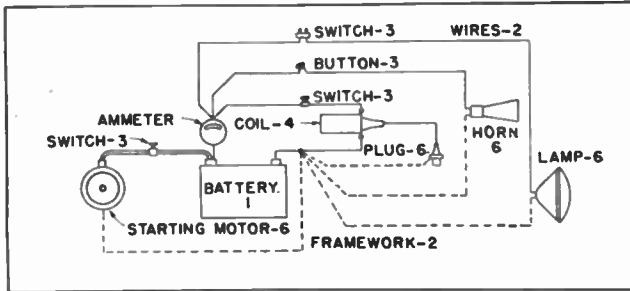 SWITCH-3
WIRES-2
BUTTON-3
SWITCH-3
AMMETER
COIL-4
SWITCH-3
HORN
6
PLUG-6
LAMP-6
BATTERY.
1
STARTING MOTOR-6
FRAMEWORK-2